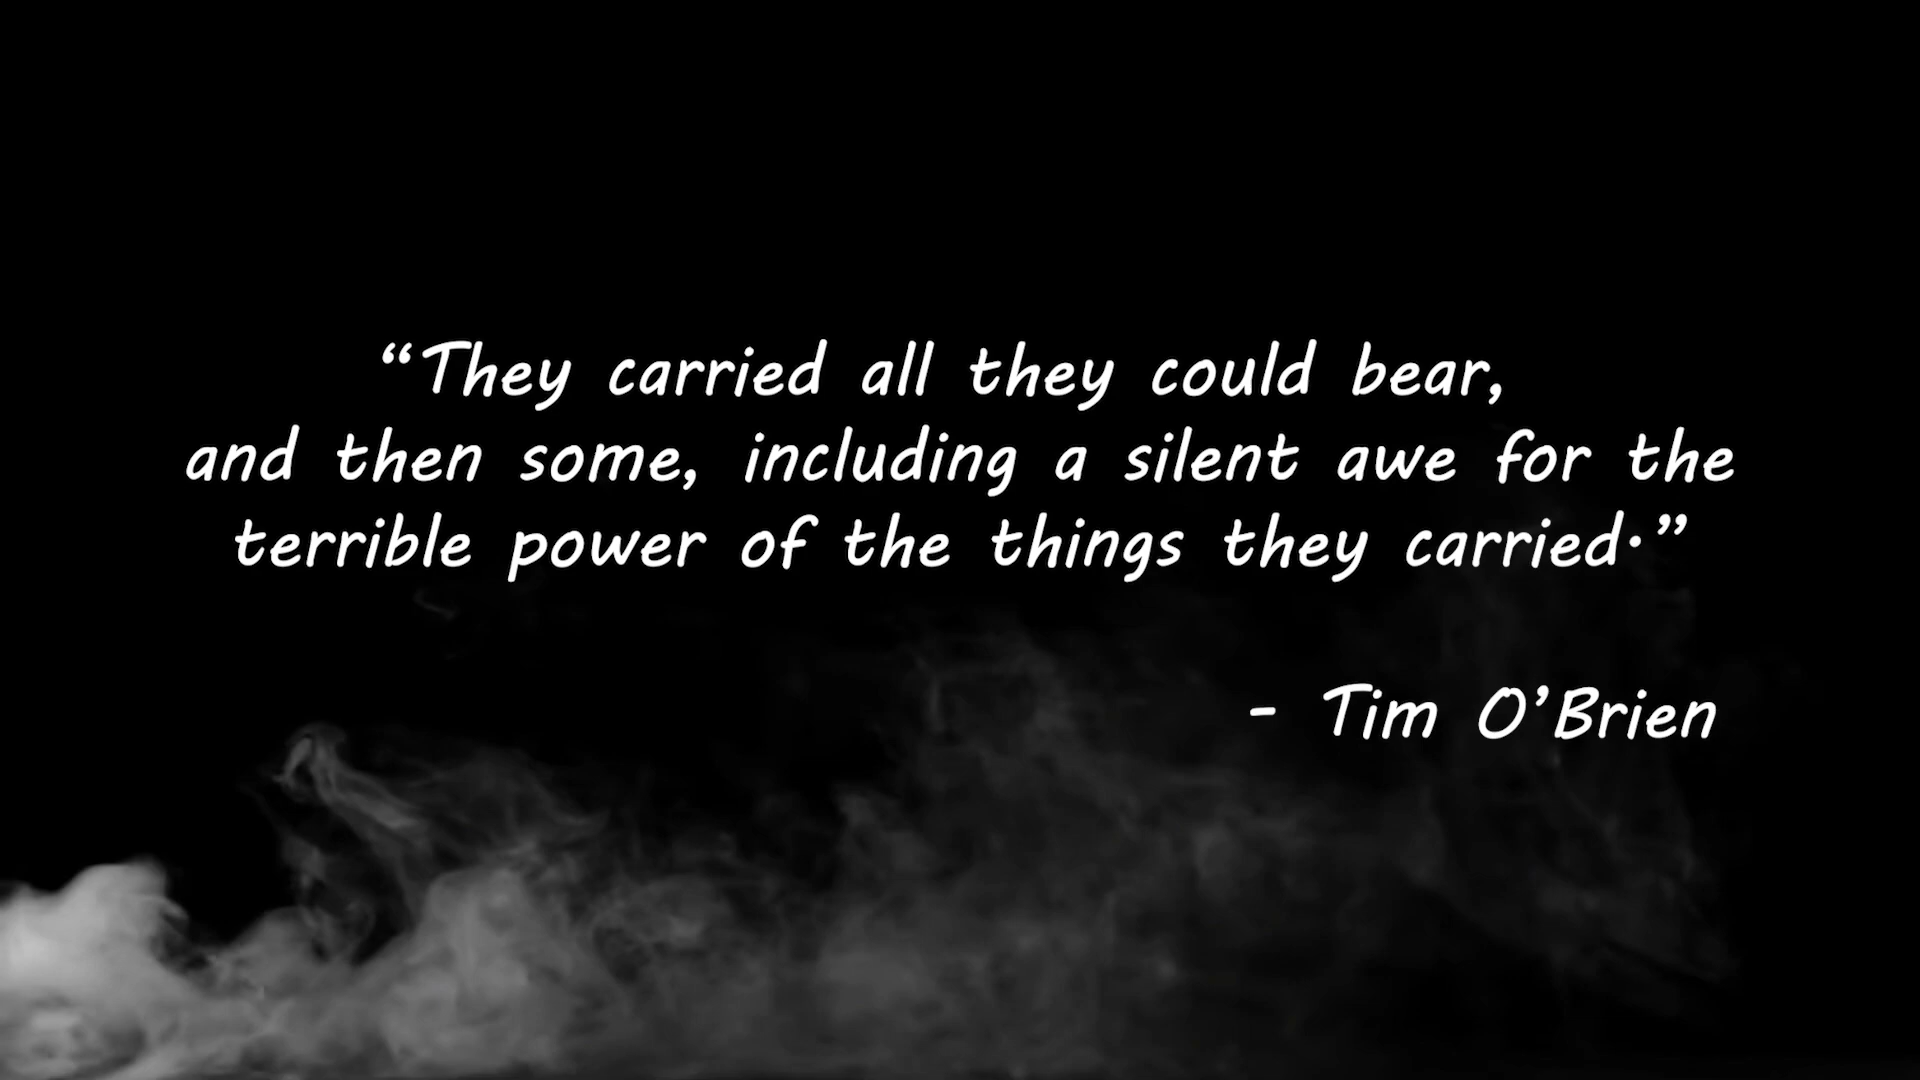 “They carried all they could bear,
and then some, including a silent awe for the
terrible power of the things they carried.”
- Tim O’Brien